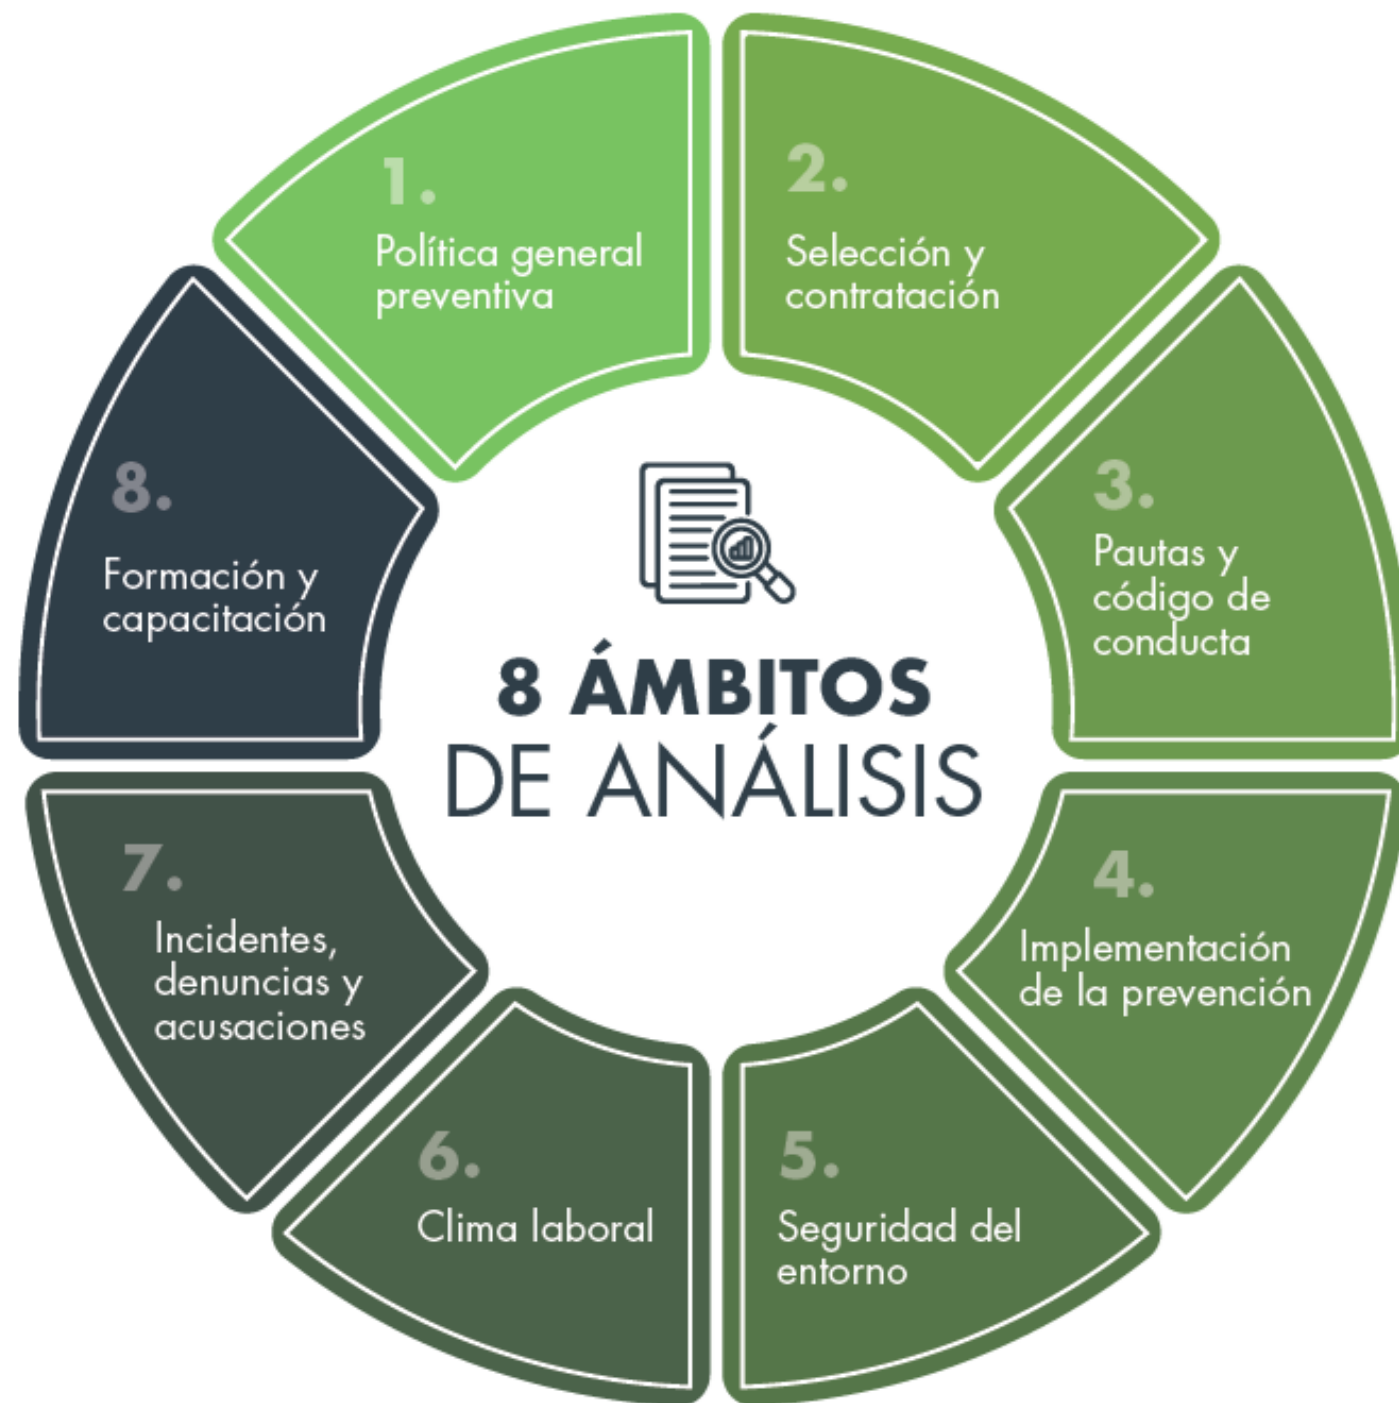 1.
Política general
preventiva
2.
Selección y
contratación
3.
Pautas y
código de
conducta
4.
Implementación
de la prevención
5.
Seguridad del
entorno
6.
Clima laboral
7.
Incidentes,
denuncias y
acusaciones
8.
Formación y
capacitación
8 ÁMBITOS
DE ANÁLISIS